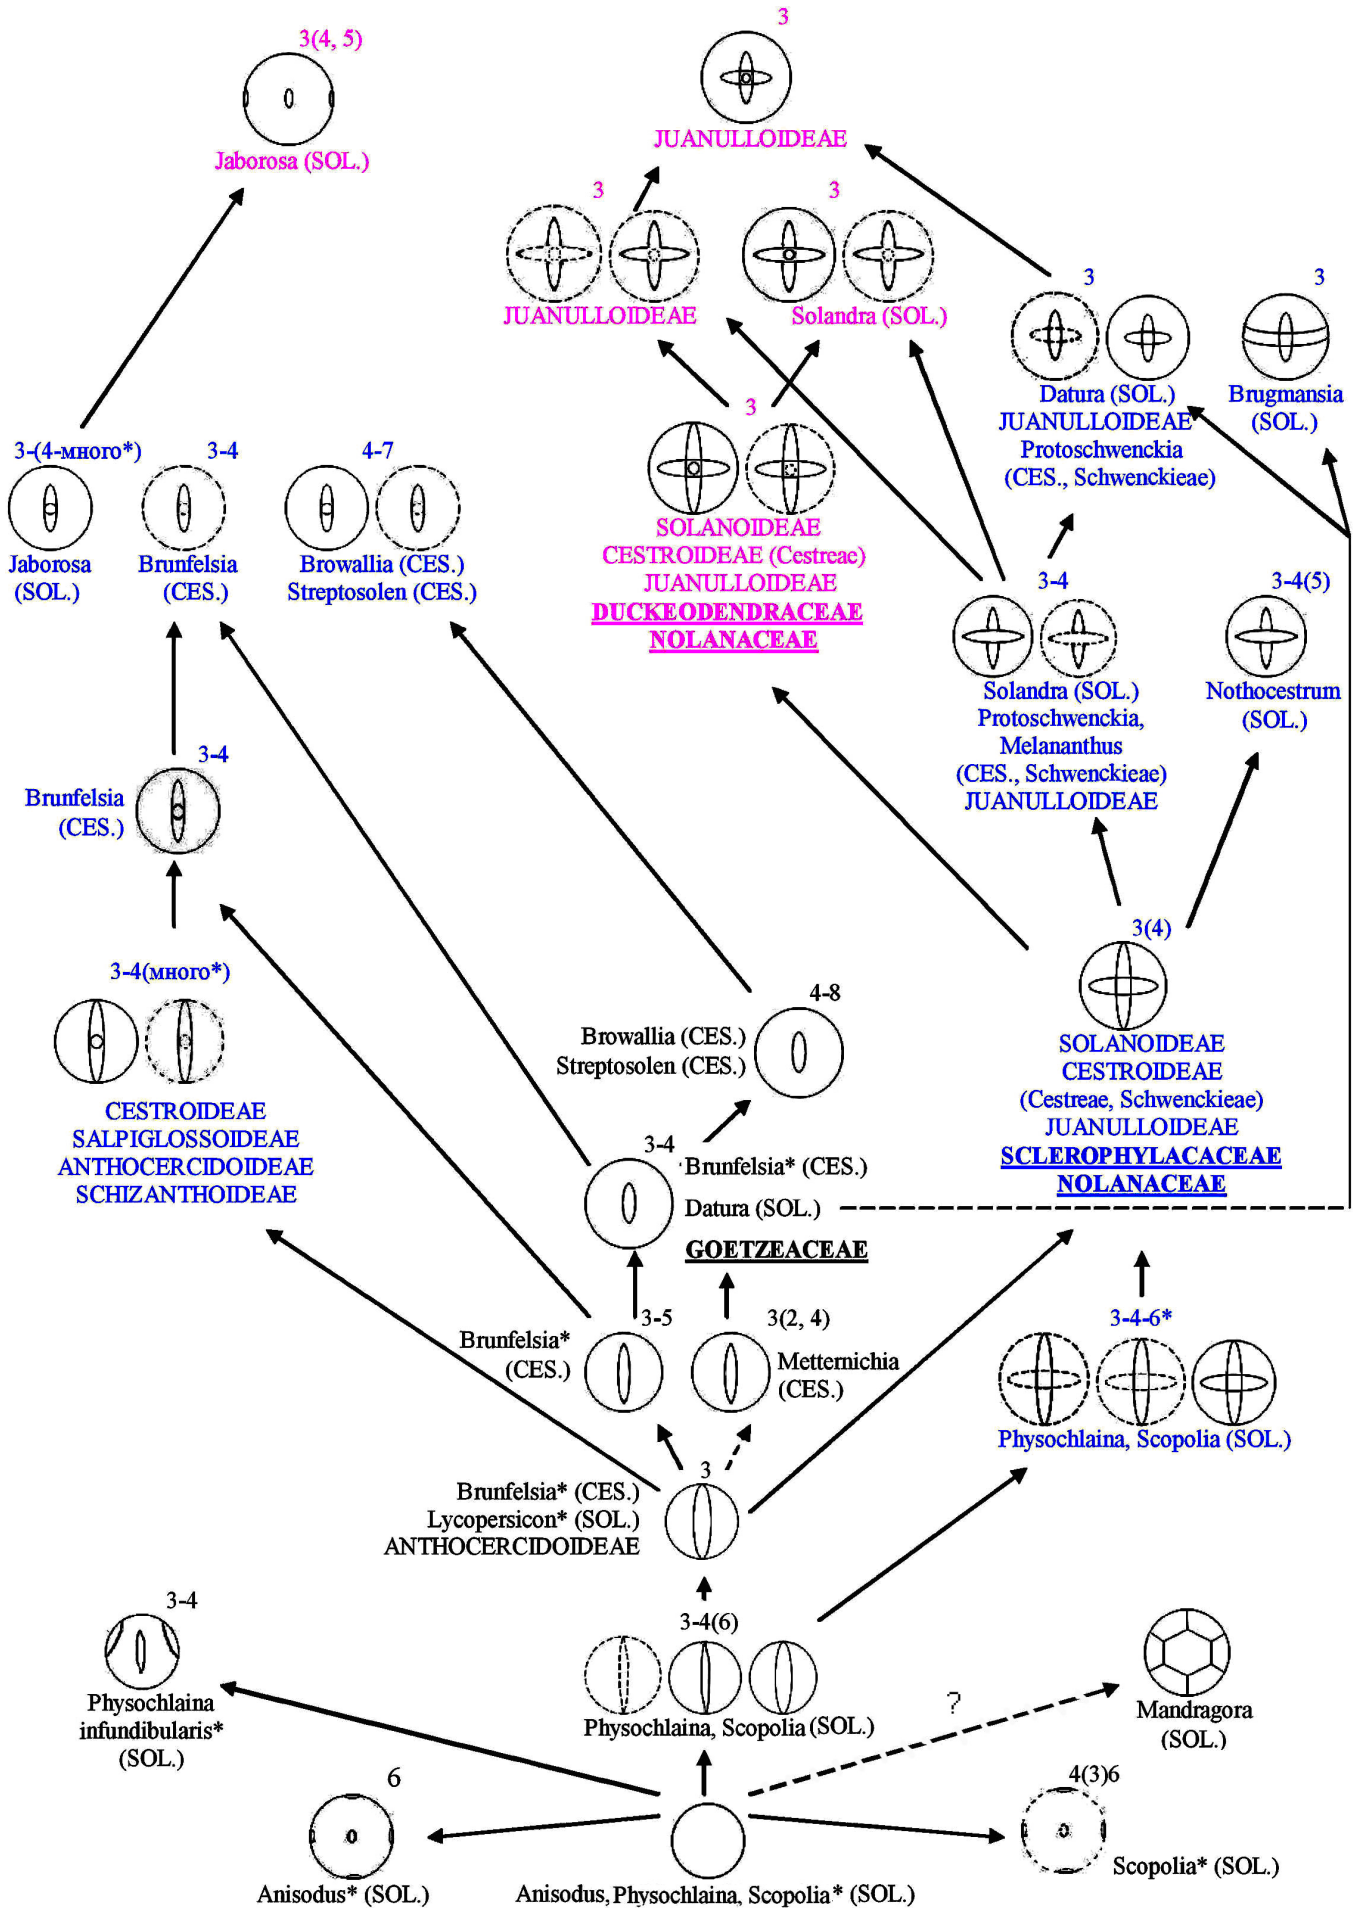 3(4, 5)
Jaborosa (SOL.)
3
JUANULLOIDEAE
3
JUANULLOIDEAE
3
Solandra (SOL.)
3
Datura (SOL.)
JUANULLOIDEAE
Protoschwenckia
(CES., Schwenckieae)
3
Brugmansia
(SOL.)
3-(4-много*)
Jaborosa
(SOL.)
3-4
Brunfelsia
(CES.)
4-7
Browallia (CES.)
Streptosolen (CES.)
3
SOLANOIDEAE
CESTROIDEAE (Cestreae)
JUANULLOIDEAE
DUCKEODENDRACEAE
NOLANACEAE
3-4
Solandra (SOL.)
Protoschwenckia,
Melananthus
(CES., Schwenckieae)
JUANULLOIDEAE
3-4(5)
Nothocestrum
(SOL.)
3-4
Brunfelsia
(CES.)
3-4(много*)
CESTROIDEAE
SALPIGLOSSOIDEAE
ANTHOCERCIDOIDEAE
SCHIZANTHOIDEAE
4-8
Browallia (CES.)
Streptosolen (CES.)
3(4)
SOLANOIDEAE
CESTROIDEAE
(Cestreae, Schwenckieae)
JUANULLOIDEAE
SCLEROPHYLACACEAE
NOLANACEAE
3-4
Brunfelsia* (CES.)
Datura (SOL.)
GOETZEACEAE
3-5
Brunfelsia*
(CES.)
3(2, 4)
Metternichia
(CES.)
3-4-6*
Physochlaina, Scopolia (SOL.)
3
Brunfelsia* (CES.)
Lycopersicon* (SOL.)
ANTHOCERCIDOIDEAE
3-4
Physochlaina
infundibularis*
(SOL.)
3-4(6)
Physochlaina, Scopolia (SOL.)
?
Mandragora
(SOL.)
6
Anisodus* (SOL.)
Anisodus, Physochlaina, Scopolia* (SOL.)
4(3)6
Scopolia* (SOL.)